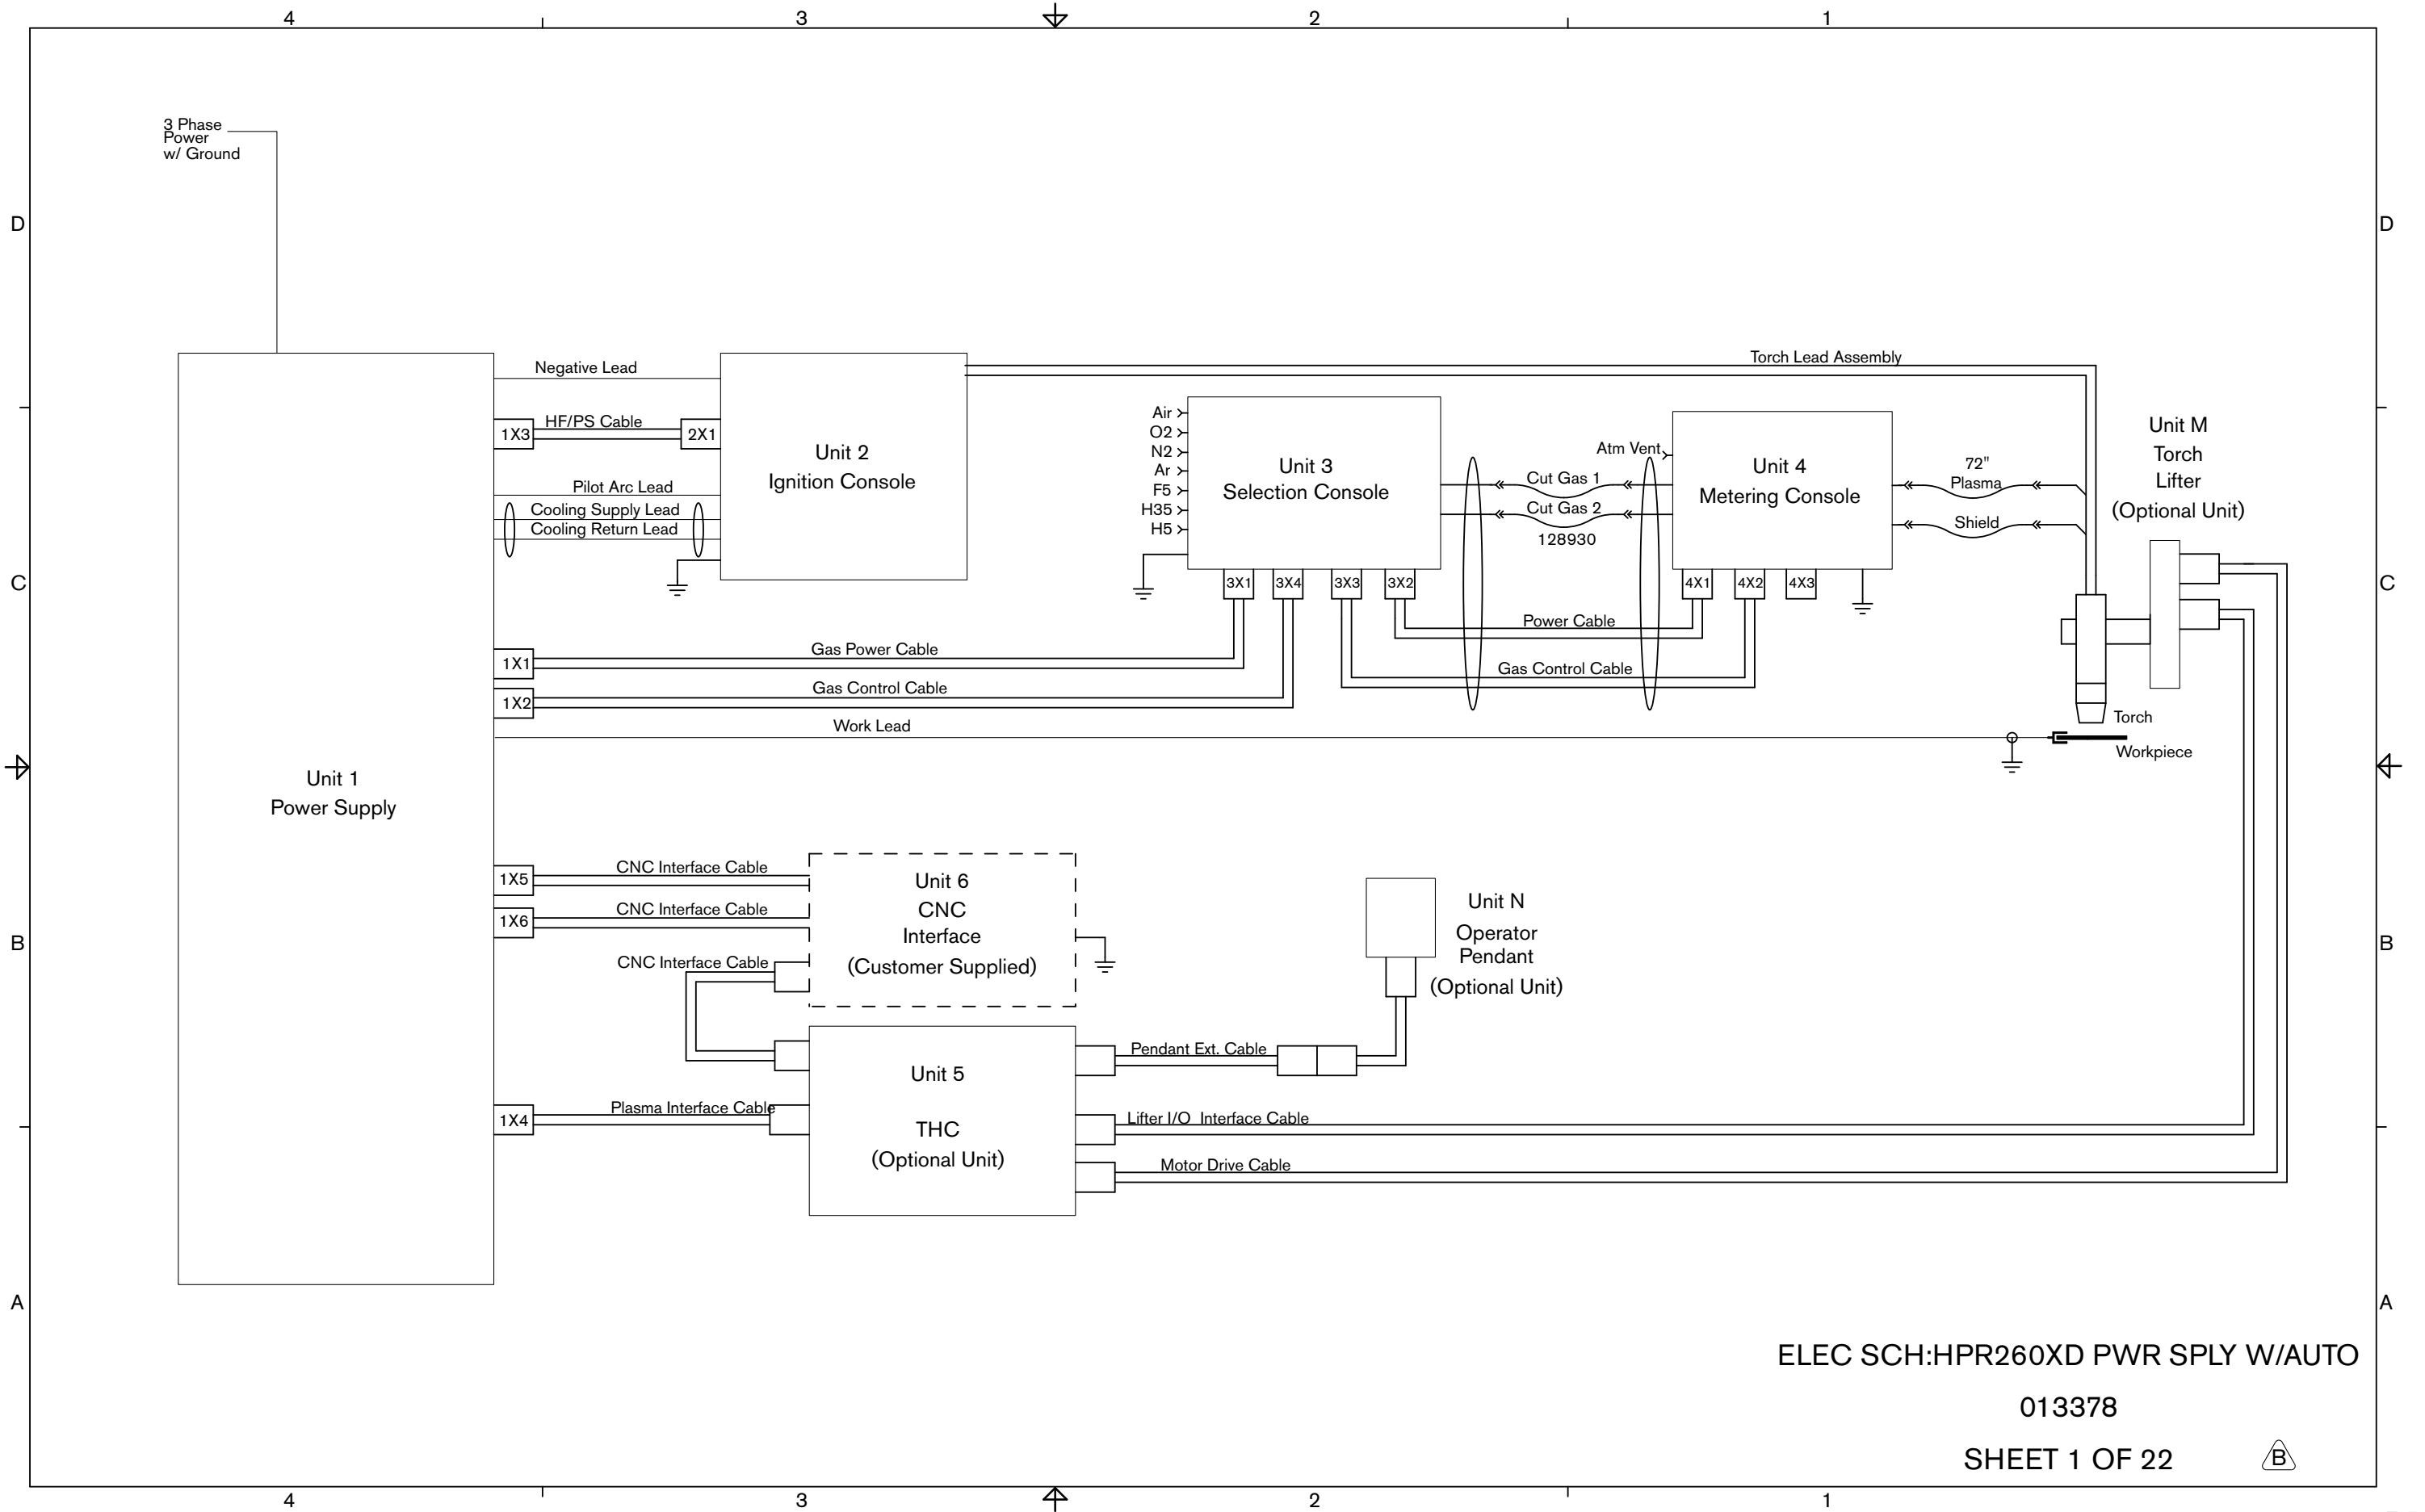 4 3 2 1
3 Phase
Power
w/ Ground
D D
Negative Lead
HF/PS Cable
1X3 2X1
Pilot Arc Lead
Cooling Supply Lead
Cooling Return Lead
Unit 2
Ignition Console
Torch Lead Assembly
Air
O2
N2
Ar
F5
H35
H5
Unit 3
Selection Console
3X1 3X4 3X3 3X2
Cut Gas 1
Cut Gas 2
128930
Atm Vent
Unit 4
Metering Console
4X1 4X2 4X3
72"
Plasma
Shield
Unit M
Torch
Lifter
(Optional Unit)
C C
Power Cable
Gas Control Cable
1X1 Gas Power Cable
1X2 Gas Control Cable
Work Lead
Torch
Workpiece
Unit 1
Power Supply
1X5 CNC Interface Cable
1X6 CNC Interface Cable
CNC Interface Cable
Unit 6
CNC
Interface
(Customer Supplied)
Unit N
Operator
Pendant
(Optional Unit)
B B
Unit 5
THC
(Optional Unit)
Pendant Ext. Cable
1X4 Plasma Interface Cable
Lifter I/O Interface Cable
Motor Drive Cable
A A
ELEC SCH:HPR260XD PWR SPLY W/AUTO
013378
SHEET 1 OF 22
B
4 3 2 1